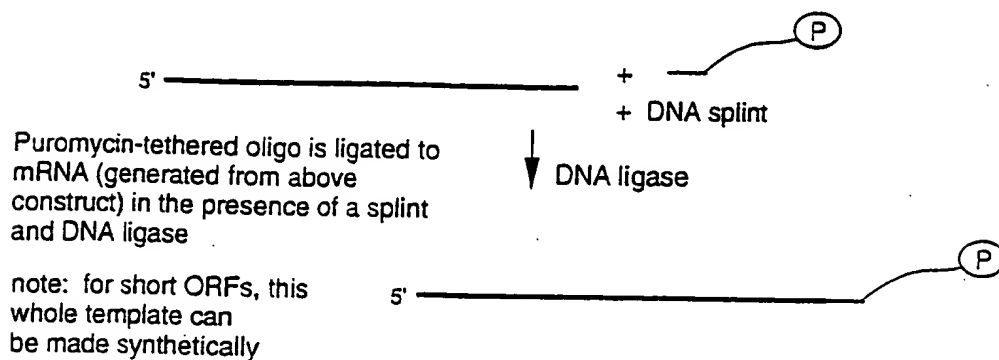 P
5' +
+ DNA splint
Puromycin-tethered oligo is ligated to
mRNA (generated from above
construct) in the presence of a splint
and DNA ligase
DNA ligase
note: for short ORFs, this
whole template can
be made synthetically
P
5'